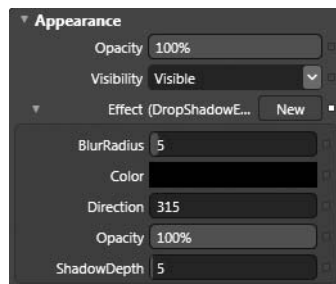 Appearance
Opacity 100%
Visibility Visible
Effect (DropShadowE... New
BlurRadius 5
Color
Direction 315
Opacity 100%
ShadowDepth 5